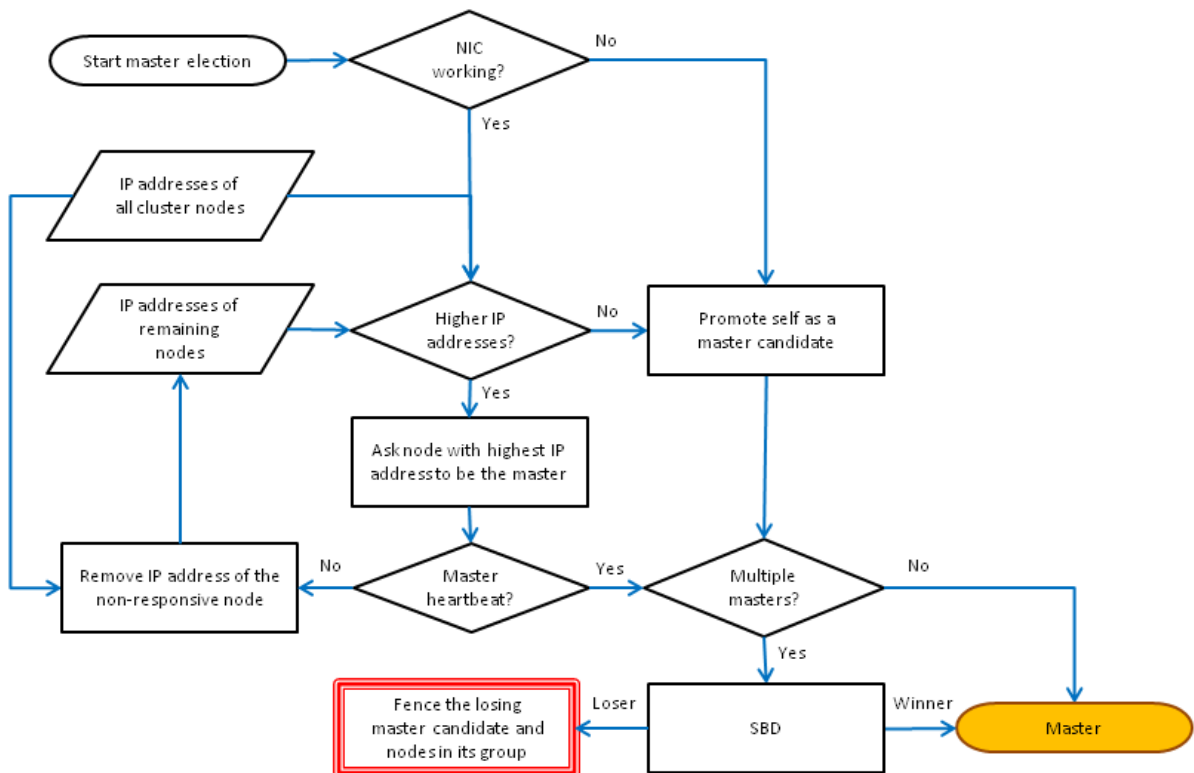 Start master election
NIC
working?
No
Yes
IP addresses of
all cluster nodes
IP addresses of
remaining
nodes
Higher IP
addresses?
No
Promote self as a
master candidate
Yes
Ask node with highest IP
address to be the master
Remove IP address of the
non-responsive node
No
Master
heartbeat?
Yes
Multiple
masters?
No
Yes
Fence the losing
master candidate and
nodes in its group
Loser
SBD
Winner
Master